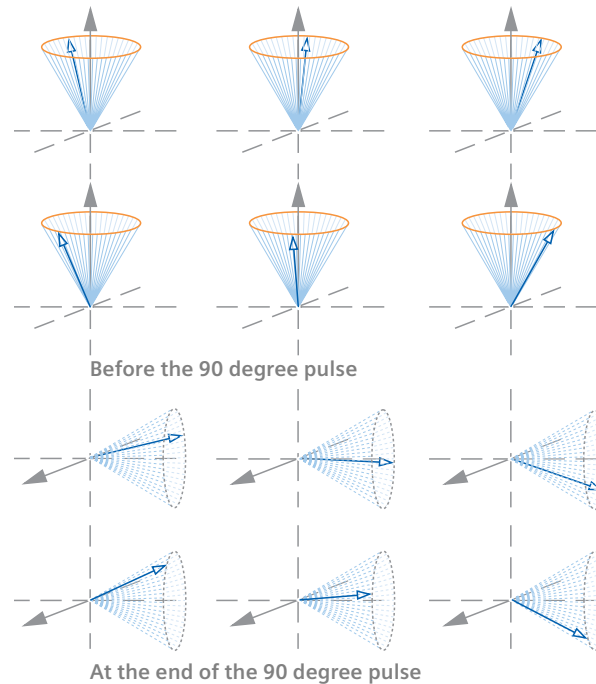 Before the 90 degree pulse
At the end of the 90 degree pulse